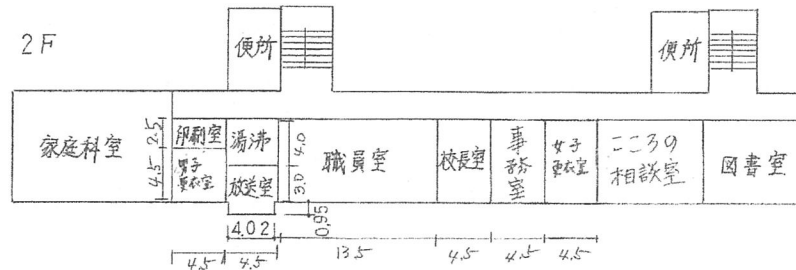 2F
便所
便所
家庭科室
2.5
4.5
印刷室
男子
更衣室
湯沸
放送室
4.0
3.0
職員室
校長室
事
務
室
女子
更衣室
こころの
相談室
図書室
4.02
0.95
4.5
4.5
13.5
4.5
4.5
4.5